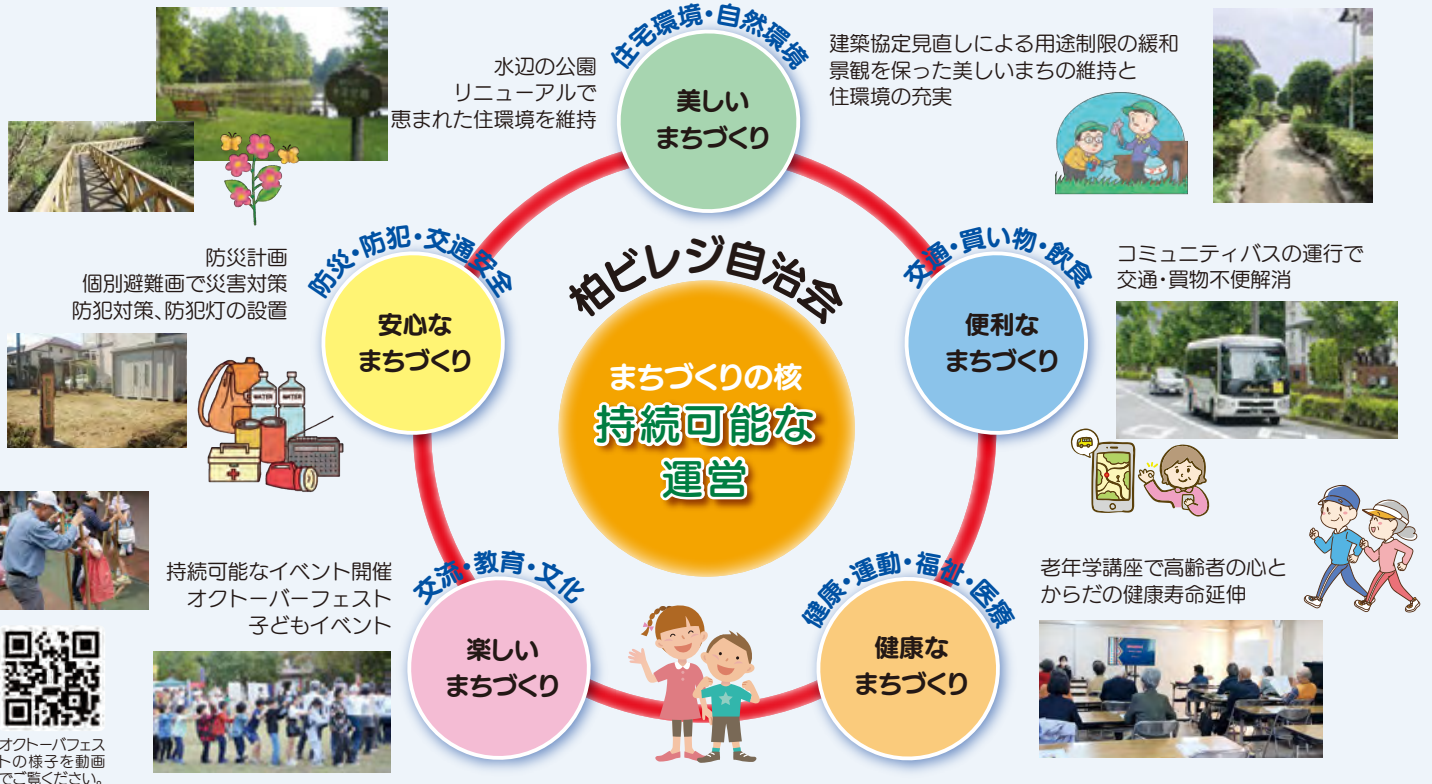 住宅環境・自然環境
美しい
まちづくり
水辺の公園
リニューアルで
恵まれた住環境を維持
建築協定見直しによる用途制限の緩和
景観を保った美しいまちの維持と
住環境の充実
防災・防犯・交通安全
安心な
まちづくり
防災計画
個別避難画で災害対策
防犯対策、防犯灯の設置
WATER
WATER
柏ビレジ自治会
まちづくりの核
持続可能な
運営
交通・買い物・飲食
便利な
まちづくり
コミュニティバスの運行で
交通・買物不便解消
交流・教育・文化
楽しい
まちづくり
持続可能なイベント開催
オクトーバーフェスト
子どもイベント
オクトーバフェス
トの様子を動画
でご覧ください。
健康・運動・福祉・医療
健康な
まちづくり
老年学講座で高齢者の心と
からだの健康寿命延伸